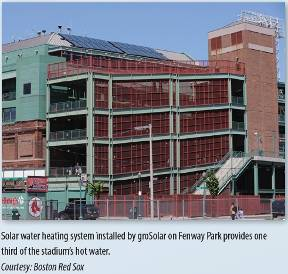 Solar water heating system installed by groSolar on Fenway Park provides one
third of the stadium's hot water.
Courtesy: Boston Red Sox